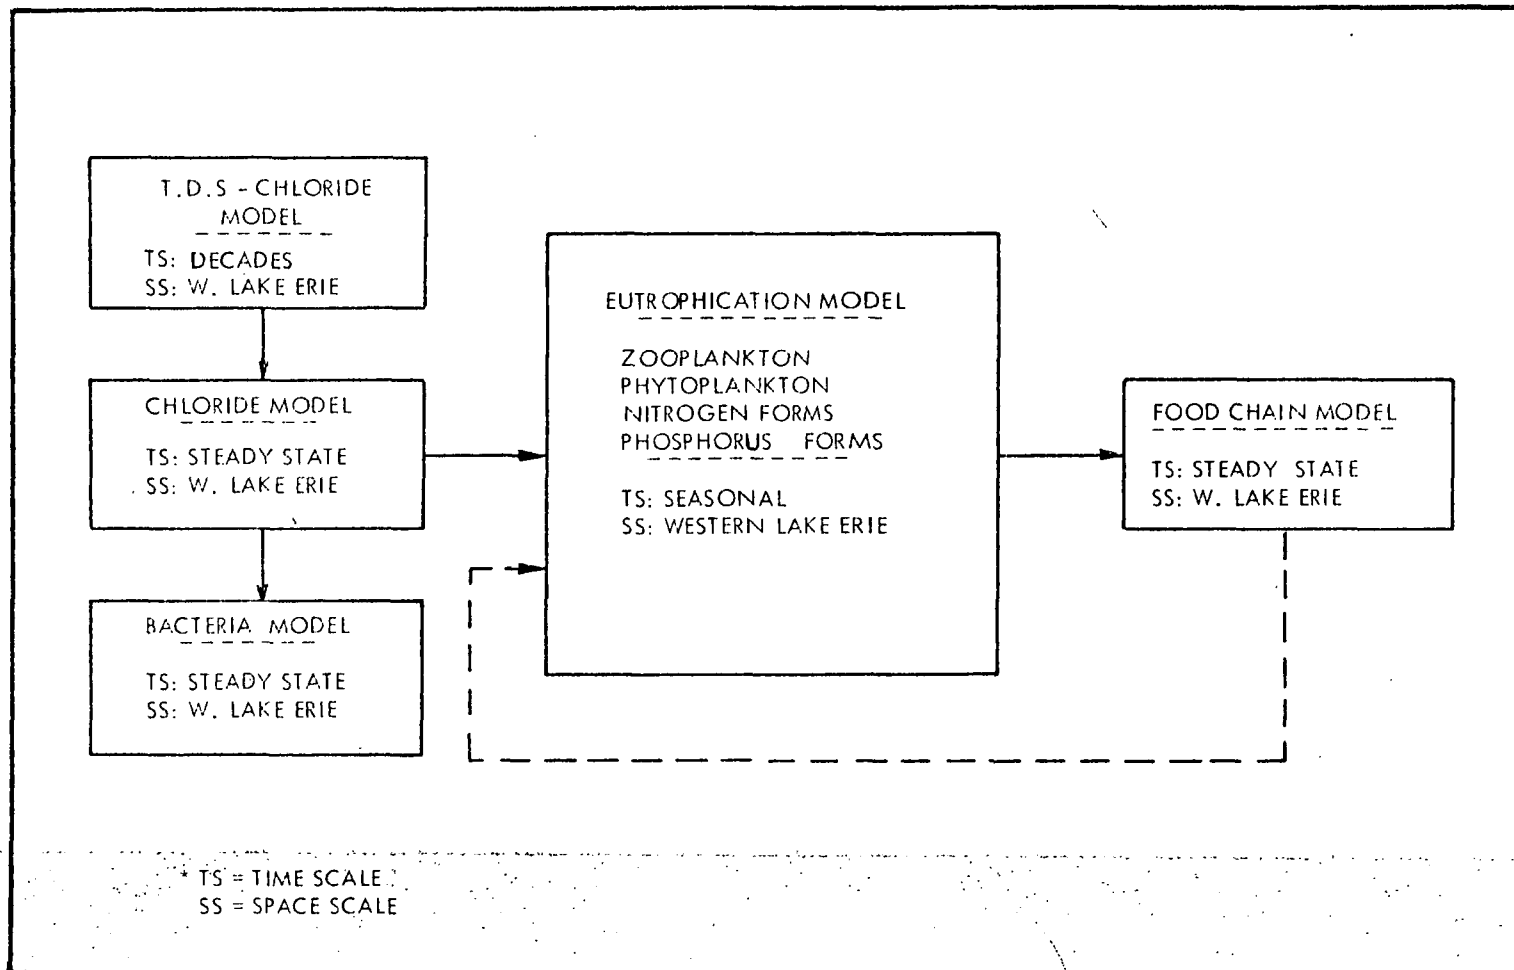 T.D.S - CHLORIDE
MODEL
TS: DECADES
SS: W. LAKE ERIE
CHLORIDE MODEL
TS: STEADY STATE
SS: W. LAKE ERIE
BACTERIA MODEL
TS: STEADY STATE
SS: W. LAKE ERIE
EUTROPHICATION MODEL
ZOOPLANKTON
PHYTOPLANKTON
NITROGEN FORMS
PHOSPHORUS FORMS
TS: SEASONAL
SS: WESTERN LAKE ERIE
FOOD CHAIN MODEL
TS: STEADY STATE
SS: W. LAKE ERIE
* TS = TIME SCALE
SS = SPACE SCALE